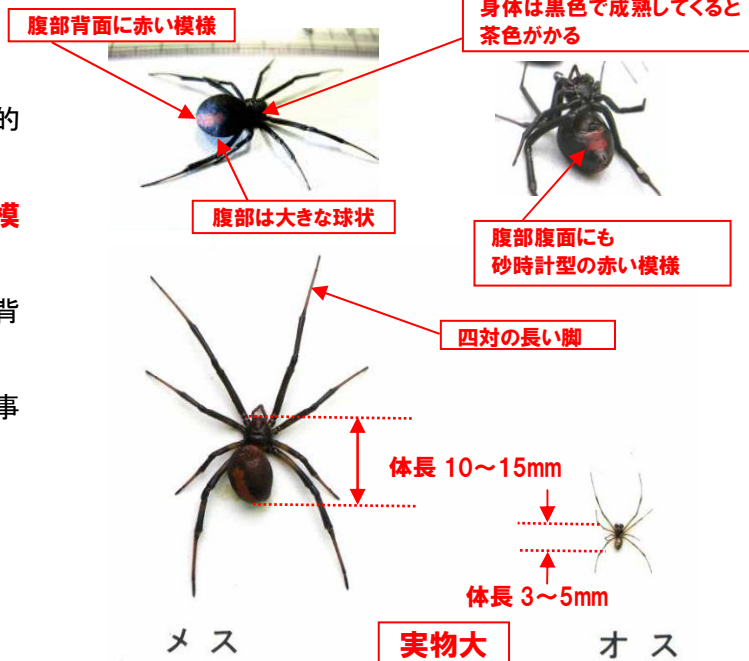 腹部背面に赤い模様
身体は黒色で成熟してくると
茶色がかる
的
模
背
事
腹部は大きな球状
腹部腹面にも
砂時計型の赤い模様
四対の長い脚
体長 10～15mm
体長 3～5mm
メ ス
実物大
オ ス